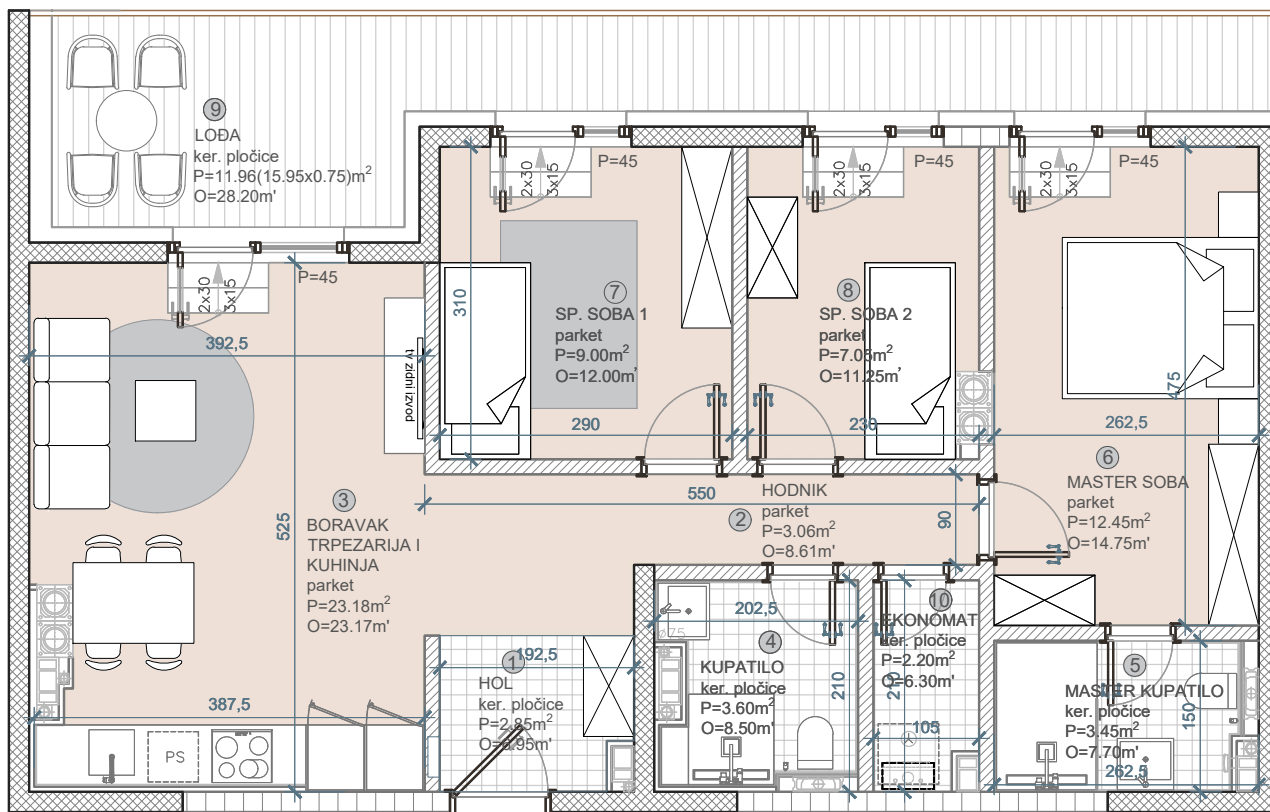 9
LOĐA
ker. pločice
P=11.96(15.95x0.75)m²
O=28.20m'
2x30
3x15
P=45
2x30
3x15
P=45
2x30
3x15
P=45
2x30
3x15
P=45
310
7
SP. SOBA 1
parket
P=9.00m²
O=12.00m'
290
8
SP. SOBA 2
parket
P=7.05m²
O=11.25m'
230
475
262,5
6
MASTER SOBA
parket
P=12.45m²
O=14.75m'
392,5
tv zidni izvod
525
3
BORAVAK
TRPEZARIJA I
KUHINJA
parket
P=23.18m²
O=23.17m'
387,5
PS
550
2
HODNIK
parket
P=3.06m²
O=8.61m'
90
192,5
1
HOL
ker. pločice
P=2.85m²
O=6.95m'
202,5
4
KUPATILO
ker. pločice
P=3.60m²
O=8.50m'
210
10
EKONOMAT
ker. pločice
P=2.20m²
O=6.30m'
105
5
MASTER KUPATILO
ker. pločice
P=3.45m²
O=7.70m'
150
262,5